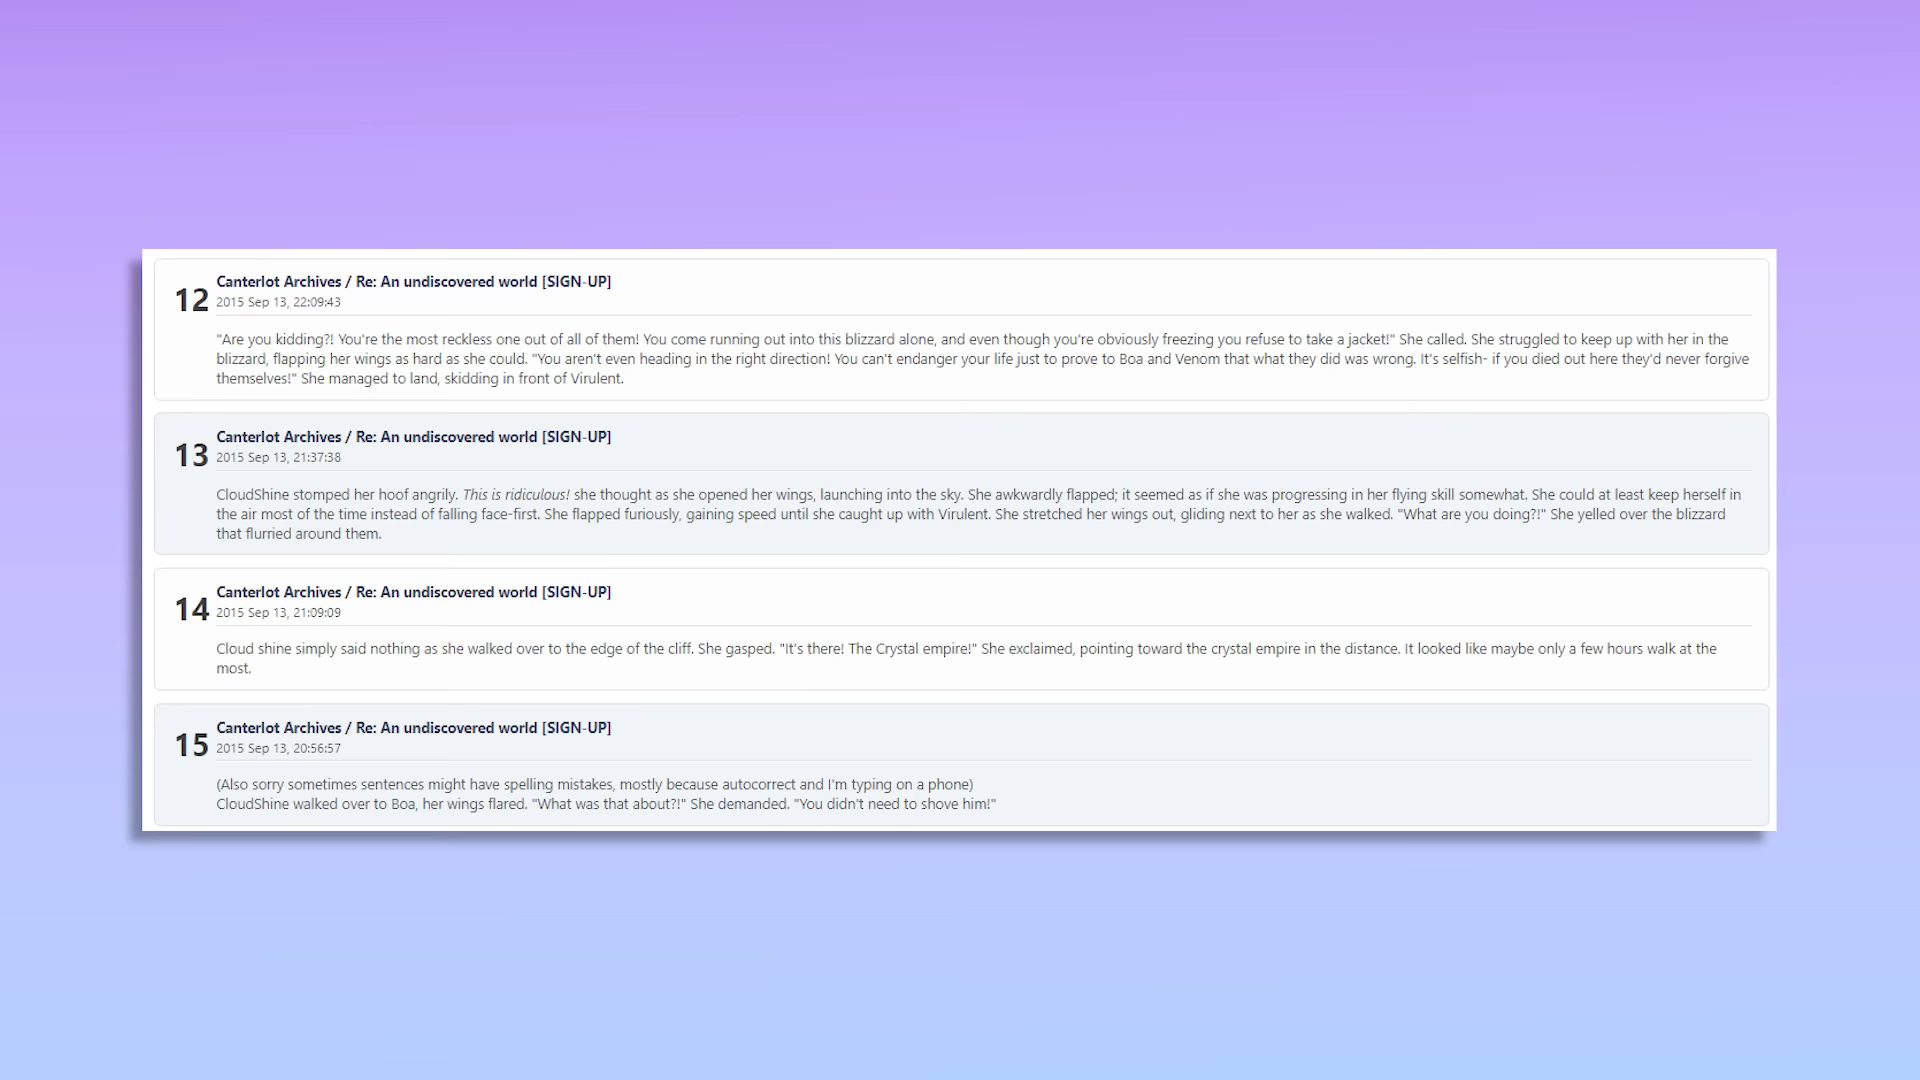 12
Canterlot Archives / Re: An undiscovered world [SIGN-UP]
2015 Sep 13, 22:09:43
"Are you kidding?! You're the most reckless one out of all of them! You come running out into this blizzard alone, and even though you're obviously freezing you refuse to take a jacket!" She called. She struggled to keep up with her in the
blizzard, flapping her wings as hard as she could. "You aren't even heading in the right direction! You can't endanger your life just to prove to Boa and Venom that what they did was wrong. It's selfish- if you died out here they'd never forgive
themselves!" She managed to land, skidding in front of Virulent.
13
Canterlot Archives / Re: An undiscovered world [SIGN-UP]
2015 Sep 13, 21:37:38
CloudShine stomped her hoof angrily. This is ridiculous! she thought as she opened her wings, launching into the sky. She awkwardly flapped; it seemed as if she was progressing in her flying skill somewhat. She could at least keep herself in
the air most of the time instead of falling face-first. She flapped furiously, gaining speed until she caught up with Virulent. She stretched her wings out, gliding next to her as she walked. "What are you doing?!" She yelled over the blizzard
that flurried around them.
14
Canterlot Archives / Re: An undiscovered world [SIGN-UP]
2015 Sep 13, 21:09:09
Cloud shine simply said nothing as she walked over to the edge of the cliff. She gasped. "It's there! The Crystal empire!" She exclaimed, pointing toward the crystal empire in the distance. It looked like maybe only a few hours walk at the
most.
15
Canterlot Archives / Re: An undiscovered world [SIGN-UP]
2015 Sep 13, 20:56:57
(Also sorry sometimes sentences might have spelling mistakes, mostly because autocorrect and I'm typing on a phone)
CloudShine walked over to Boa, her wings flared. "What was that about?!" She demanded. "You didn't need to shove him!"